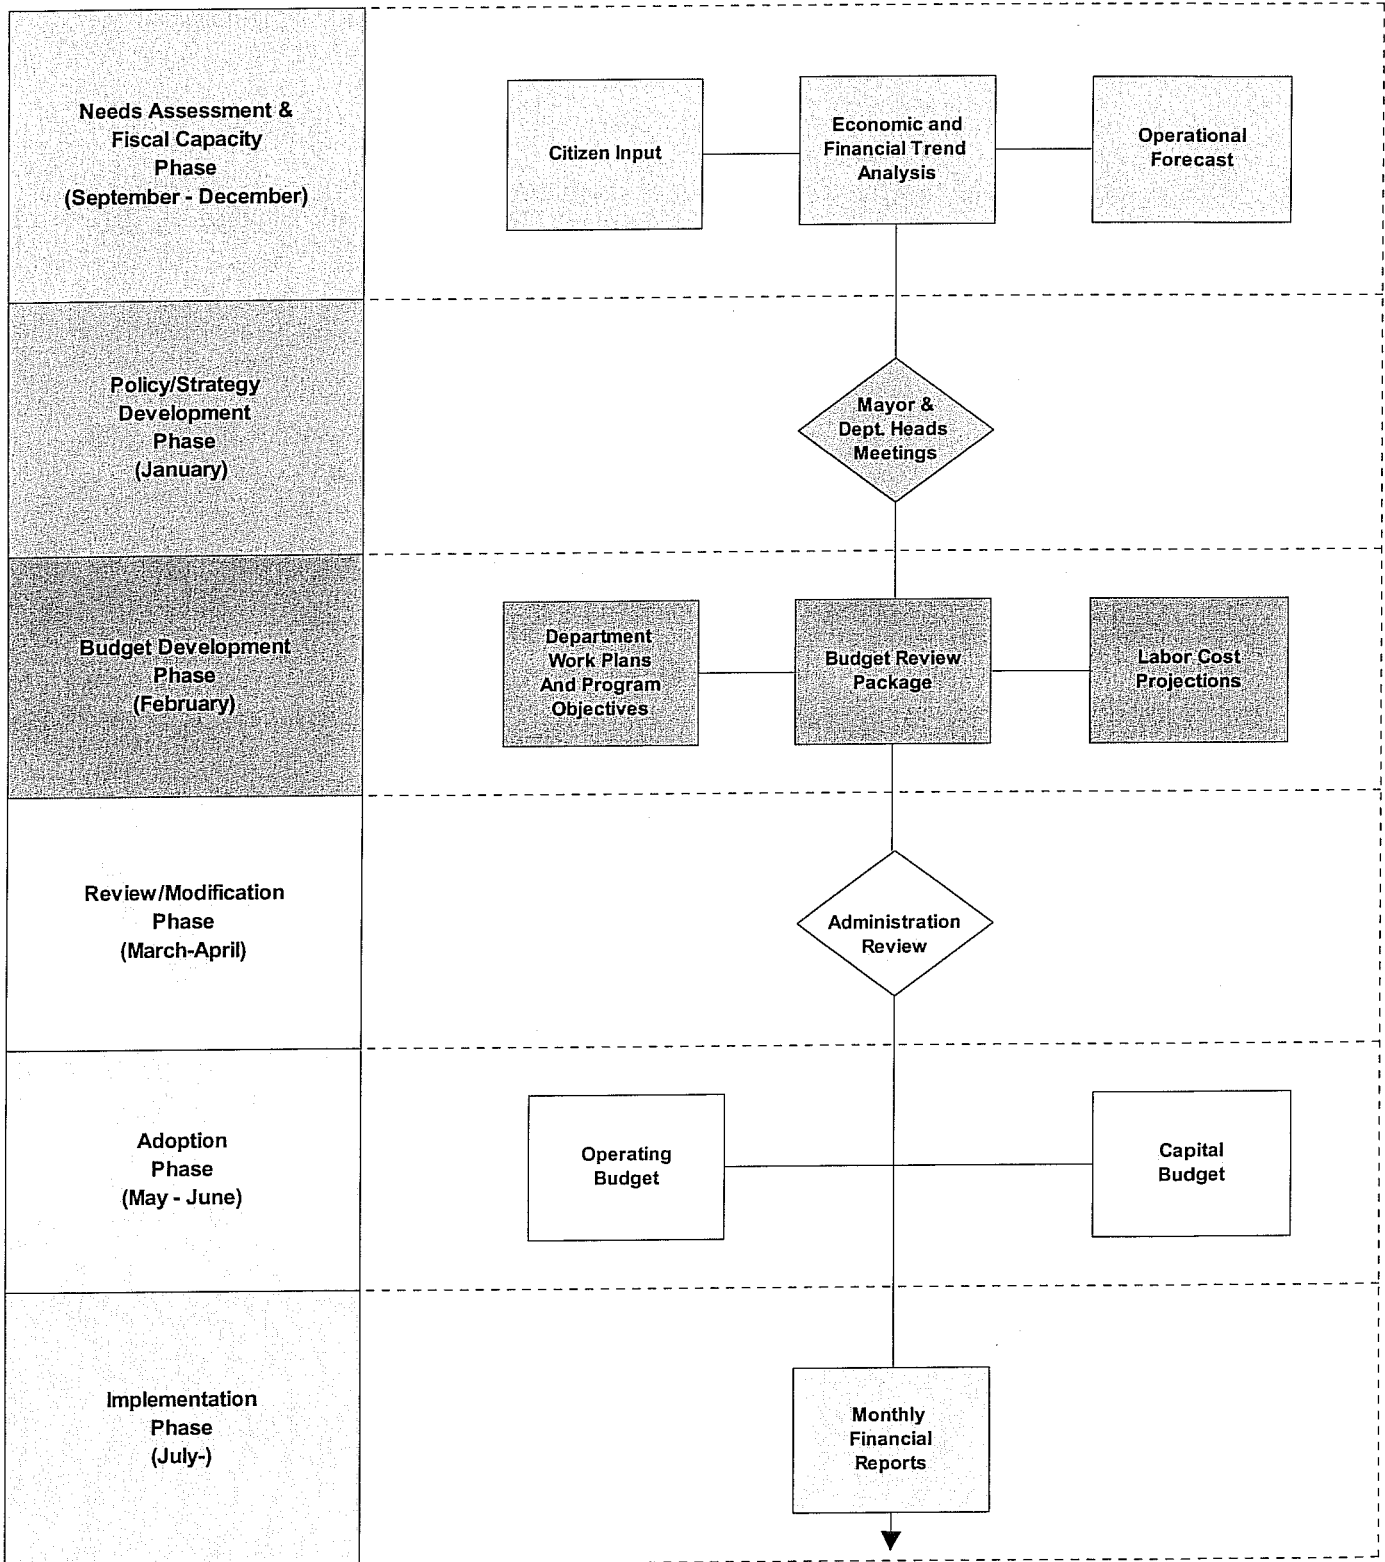 Needs Assessment &
Fiscal Capacity
Phase
(September - December)
Citizen Input
Economic and
Financial Trend
Analysis
Operational
Forecast
Policy/Strategy
Development
Phase
(January)
Mayor &
Dept. Heads
Meetings
Budget Development
Phase
(February)
Department
Work Plans
And Program
Objectives
Budget Review
Package
Labor Cost
Projections
Review/Modification
Phase
(March-April)
Administration
Review
Adoption
Phase
(May - June)
Operating
Budget
Capital
Budget
Implementation
Phase
(July-)
Monthly
Financial
Reports